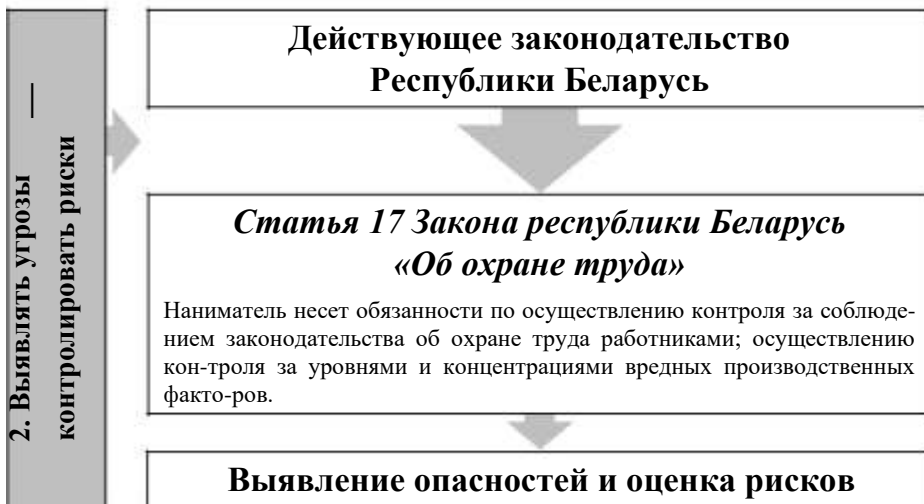 2. Выявлять угрозы —
контролировать риски
Действующее законодательство
Республики Беларусь
Статья 17 Закона республики Беларусь
«Об охране труда»
Наниматель несет обязанности по осуществлению контроля за соблюде-
нием законодательства об охране труда работниками; осуществлению
кон-троля за уровнями и концентрациями вредных производственных
факто-ров.
Выявление опасностей и оценка рисков